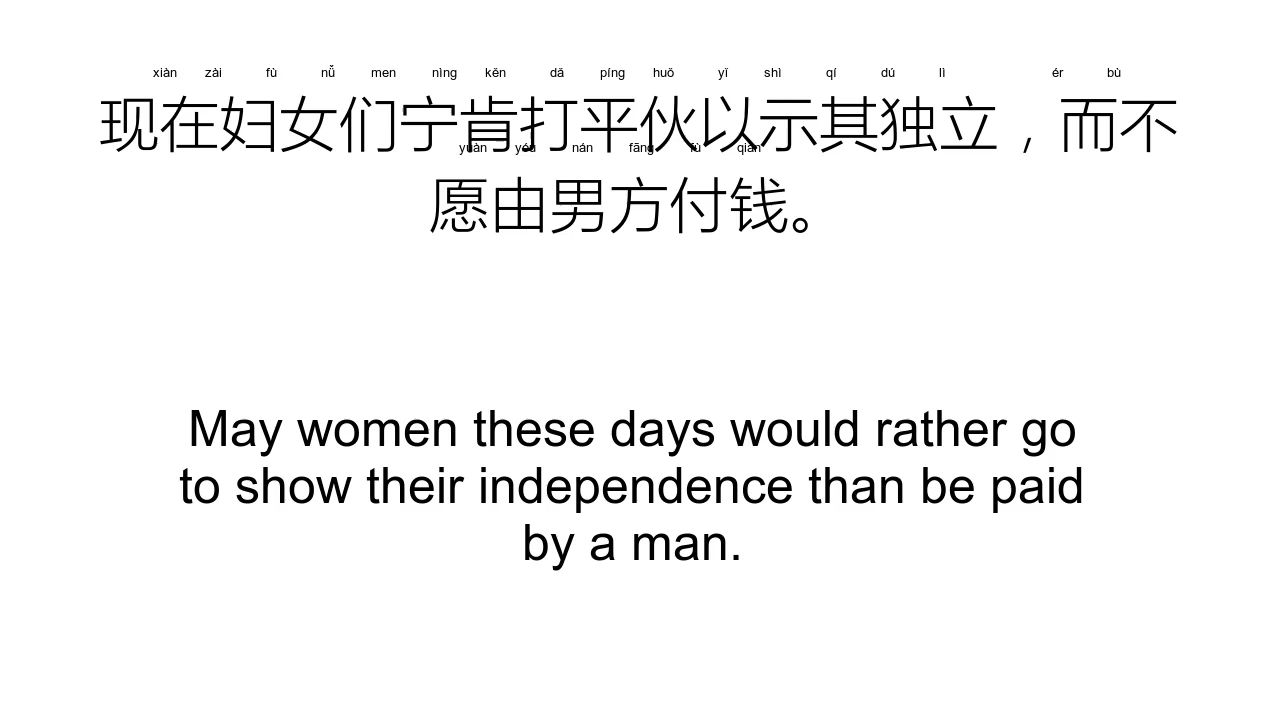 xiàn zài fù nǚ men nìng kěn dǎ píng huǒ yǐ shì qí dú lì ér bù
现在妇女们宁肯打平伙以示其独立，而不
yuàn yóu nán fāng fù qián
愿由男方付钱。
May women these days would rather go
to show their independence than be paid
by a man.